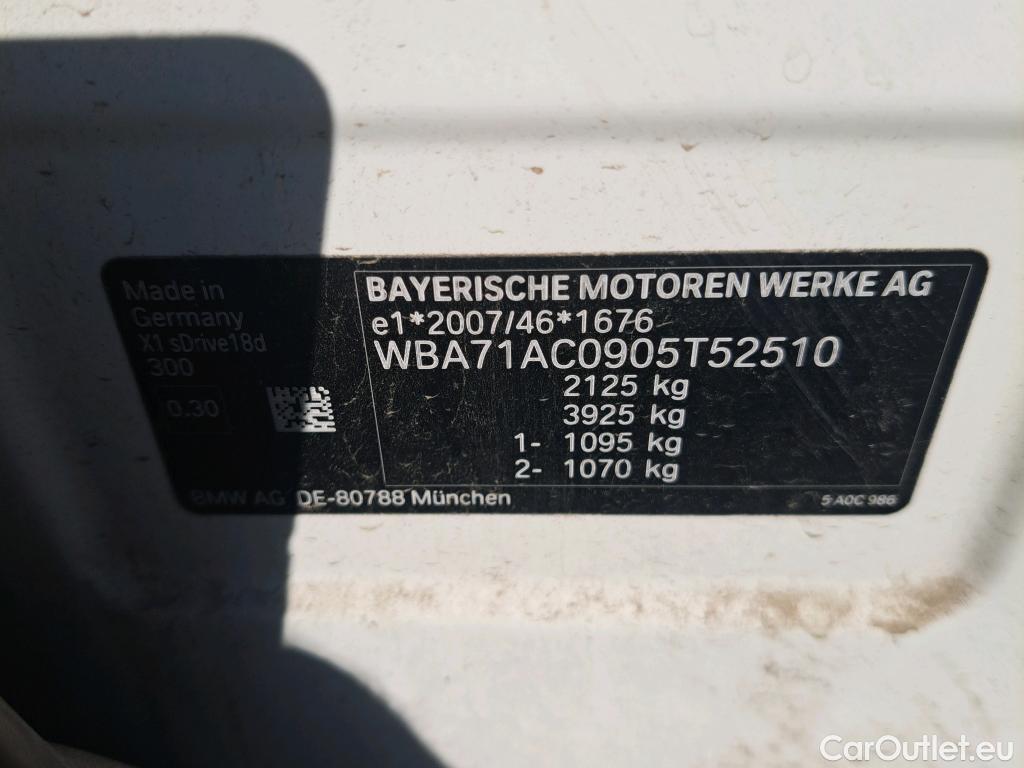 Made in
Germany
X1 sDrive18d
300
0.30
BAYERISCHE MOTOREN WERKE AG
e1*2007/46*1676
WBA71AC0905T52510
2125 kg
3925 kg
1- 1095 kg
2- 1070 kg
BMW AG DE-80788 München
5 A0C 986
CarOutlet.eu